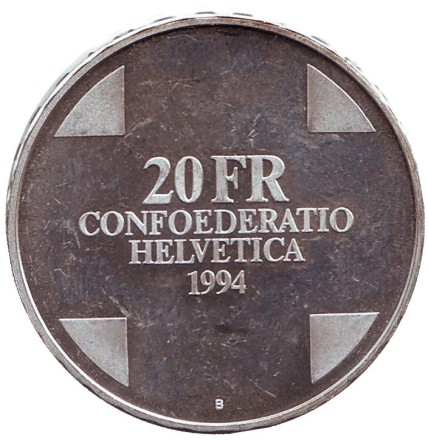 20 FR
CONFOEDERATIO
HELVETICA
1994
B